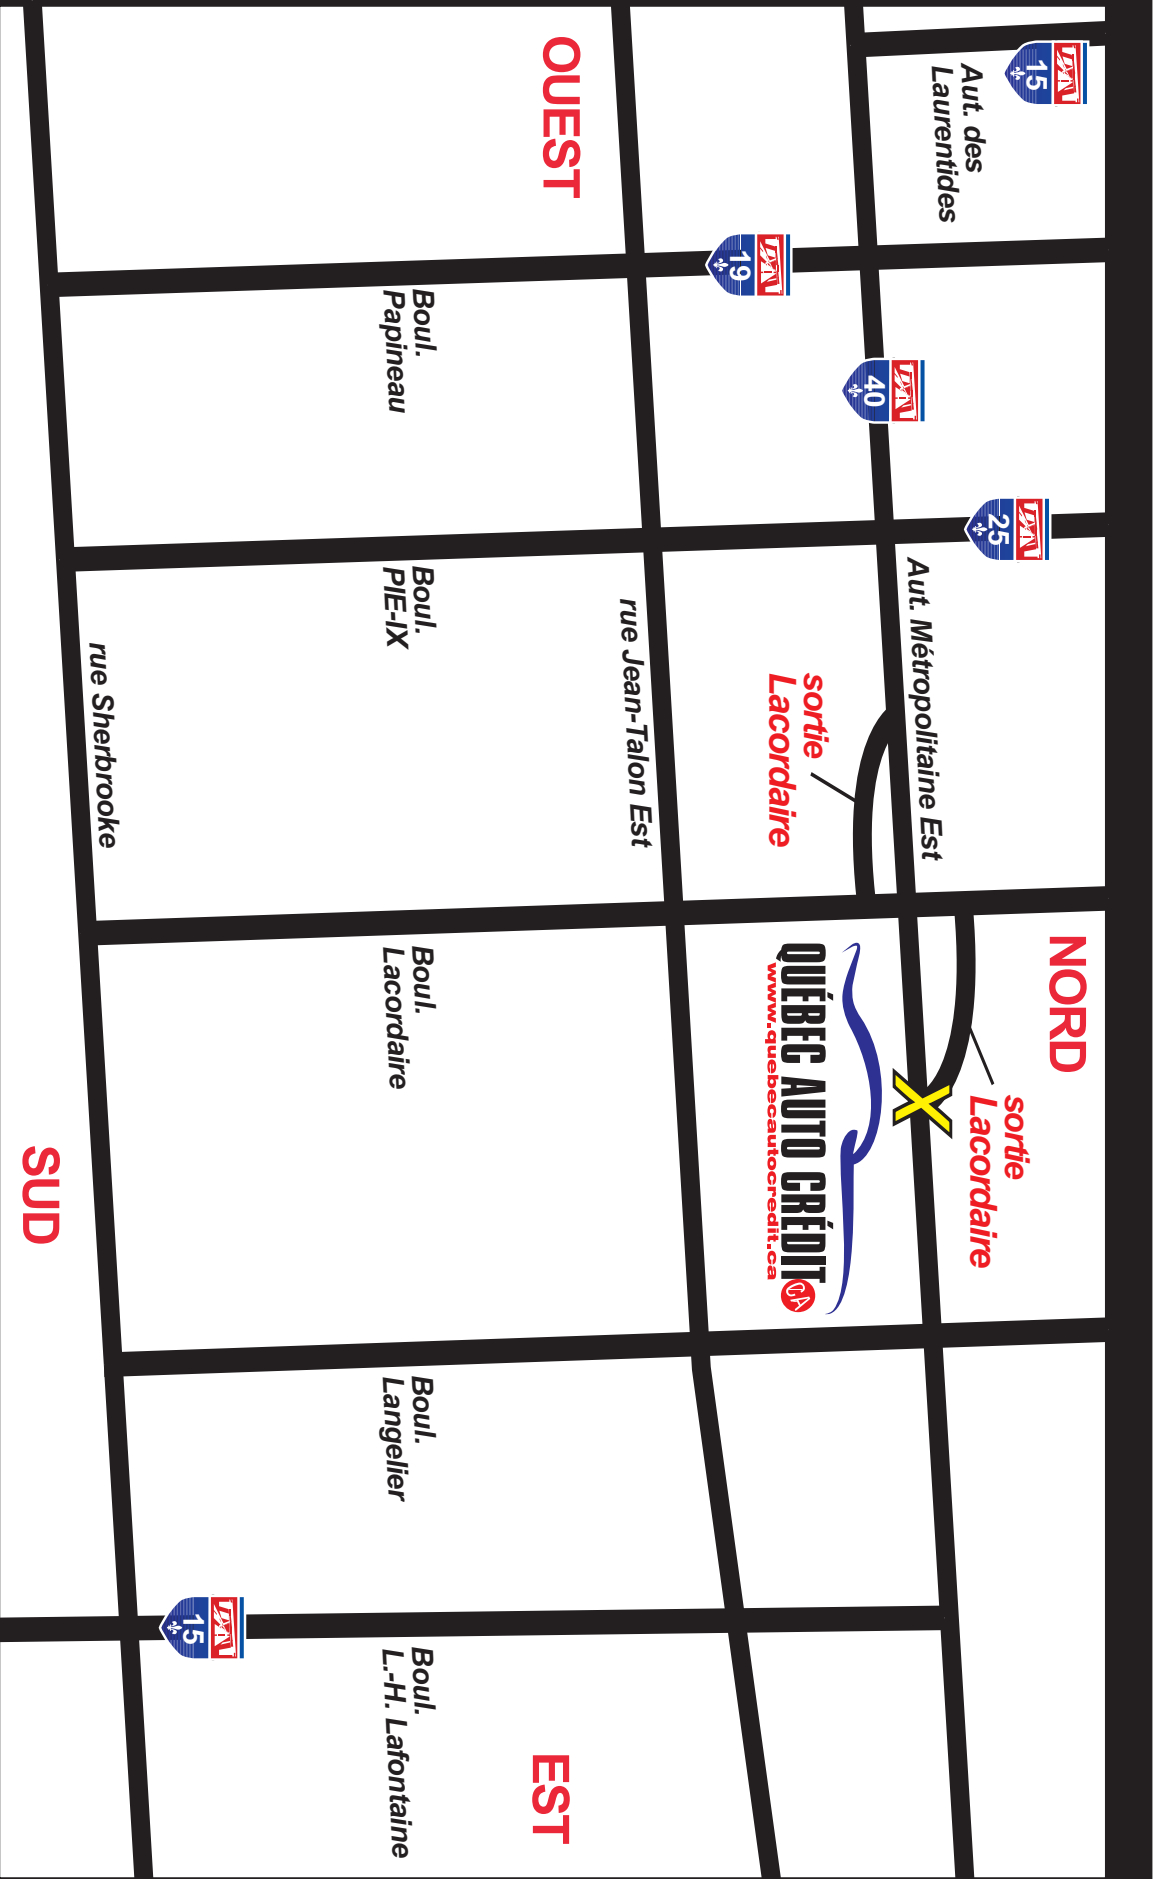 NORD
15
Aut. des
Laurentides
25
40
19
Aut. Métropolitaine Est
sortie
Lacordaire
sortie
Lacordaire
QUÉBEC AUTO CRÉDIT
CA
www.quebecautocredit.ca
rue Jean-Talon Est
OUEST
EST
Boul.
Papineau
Boul.
PIE-IX
Boul.
Lacordaire
Boul.
Langelier
Boul.
L.-H. Lafontaine
15
rue Sherbrooke
SUD